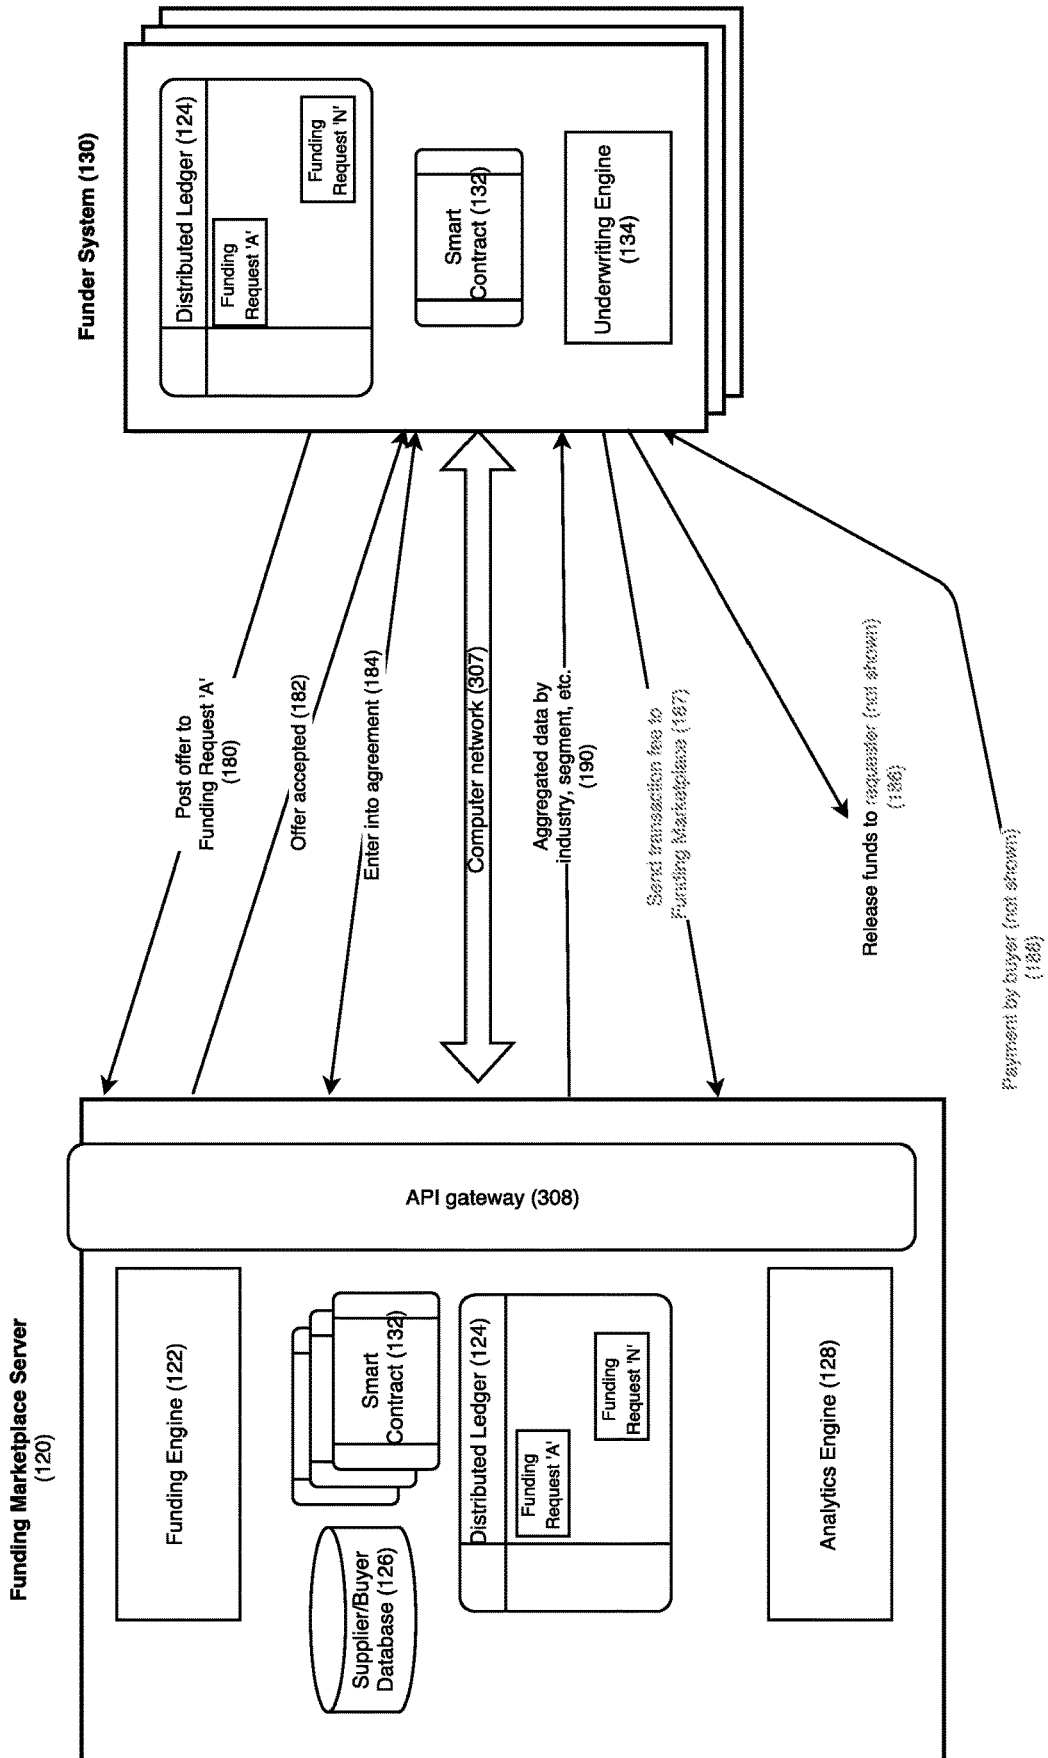 Funding Marketplace Server
(120)
Funding Engine (122)
Supplier/Buyer
Database (126)
Smart
Contract (132)
Distributed Ledger (124)
Funding
Request 'A'
Funding
Request 'N'
Analytics Engine (128)
API gateway (308)
Post offer to
Funding Request 'A'
(180)
Offer accepted (182)
Enter into agreement (184)
Computer network (307)
Aggregated data by
industry, segment, etc.
(190)
Send transaction fee to
Funding Marketplace (187)
Release funds to requester (not shown)
(186)
Payment by buyer (not shown)
(188)
Funder System (130)
Distributed Ledger (124)
Funding
Request 'A'
Funding
Request 'N'
Smart
Contract (132)
Underwriting Engine
(134)